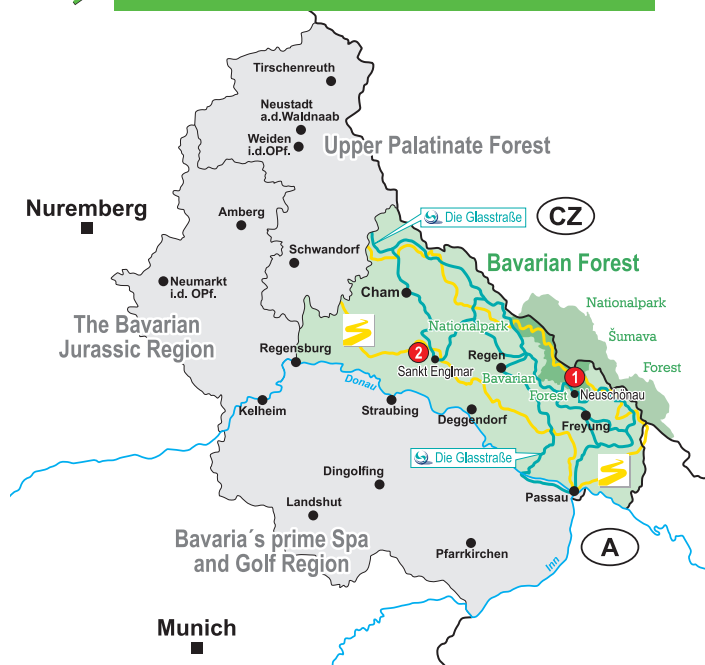 Tirschenreuth
Neustadt
a.d.Waldnaab
Weiden
i.d.OPf.
Upper Palatinate Forest
Nuremberg
Amberg
Die Glasstraße
CZ
Schwandorf
Bavarian Forest
Neumarkt
i.d. OPf.
Cham
Nationalpark
Šumava
Forest
The Bavarian
Jurassic Region
Nationalpark
Bavarian
Forest
Regensburg
2
Sankt Englmar
Regen
1
Neuschönau
Donau
Kelheim
Straubing
Deggendorf
Freyung
Die Glasstraße
Dingolfing
Passau
Landshut
Bavaria´s prime Spa
and Golf Region
Pfarrkirchen
Inn
A
Munich